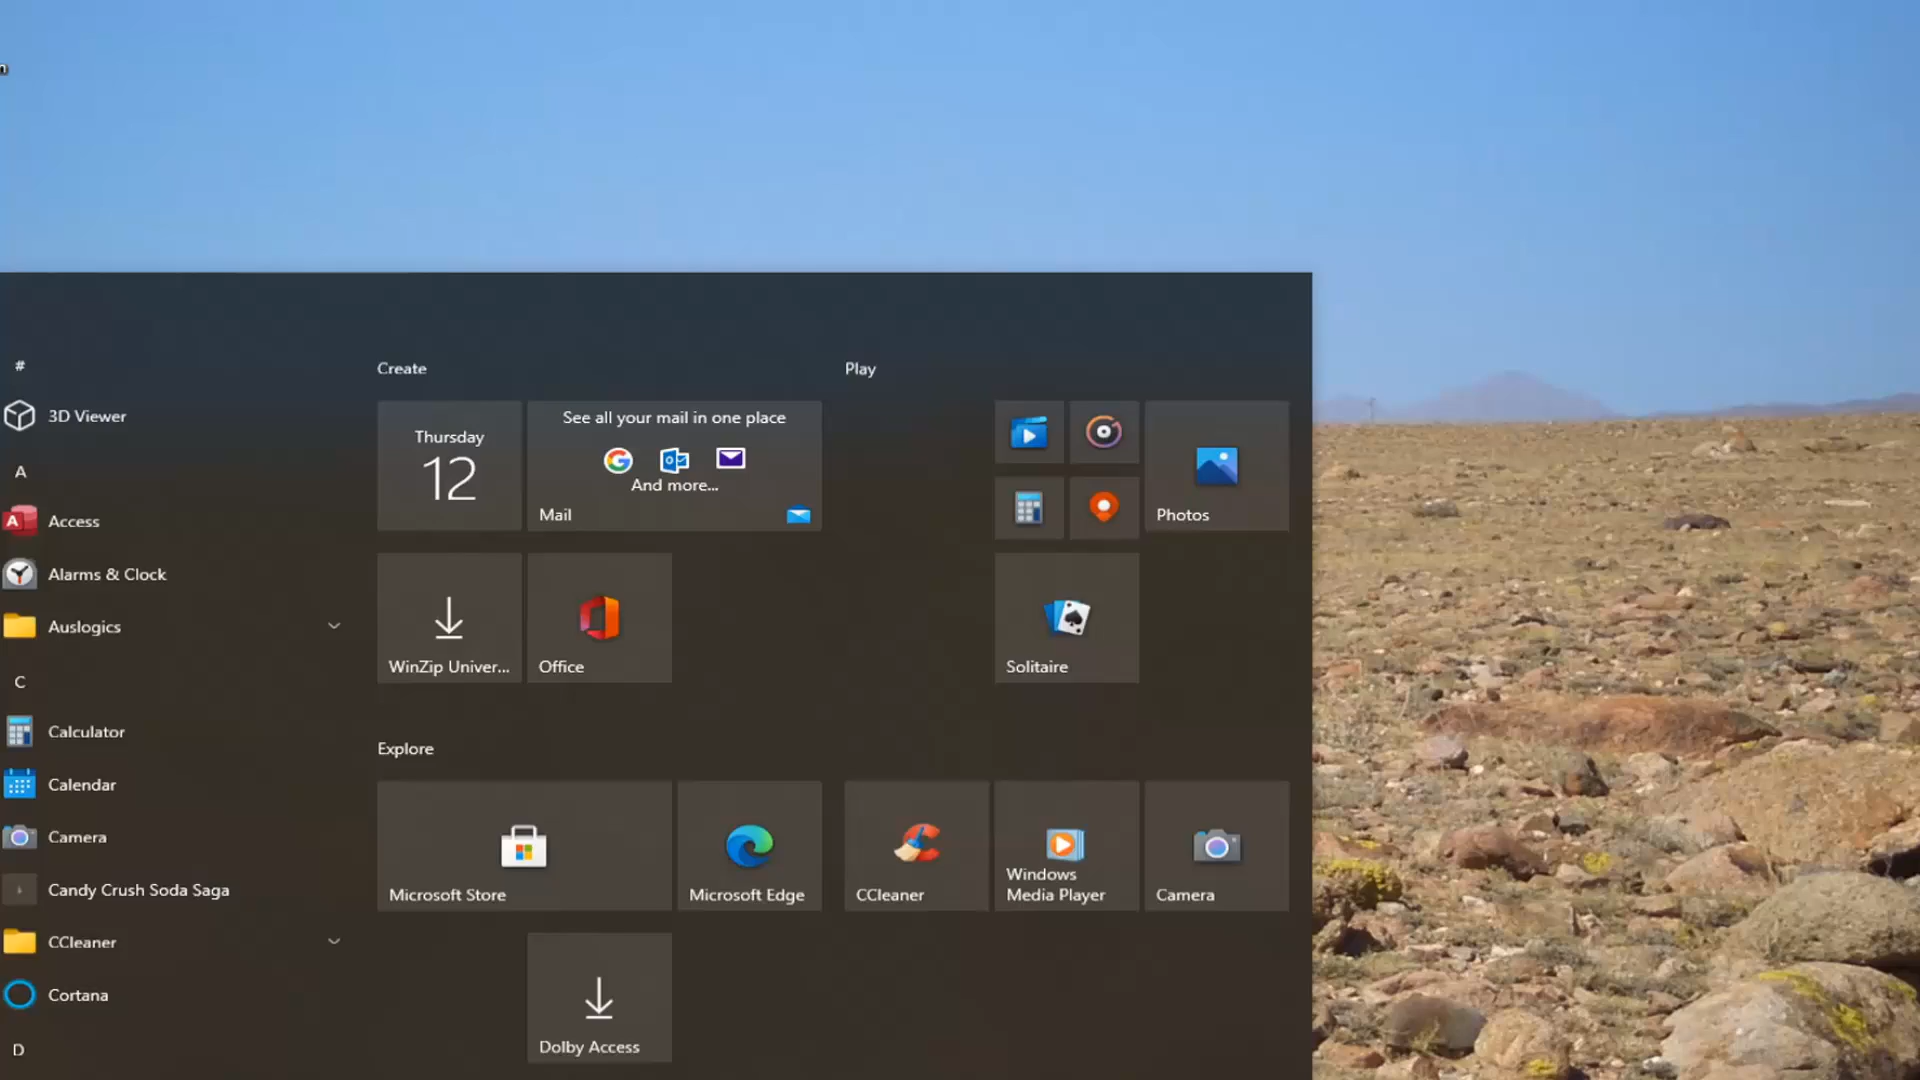 #
3D Viewer
A
Access
Alarms & Clock
Auslogics
C
Calculator
Calendar
Camera
Candy Crush Soda Saga
CCleaner
Cortana
D
Create
Thursday
12
See all your mail in one place
And more...
Mail
WinZip Univer...
Office
Explore
Microsoft Store
Microsoft Edge
Dolby Access
Play
Photos
Solitaire
CCleaner
Windows
Media Player
Camera